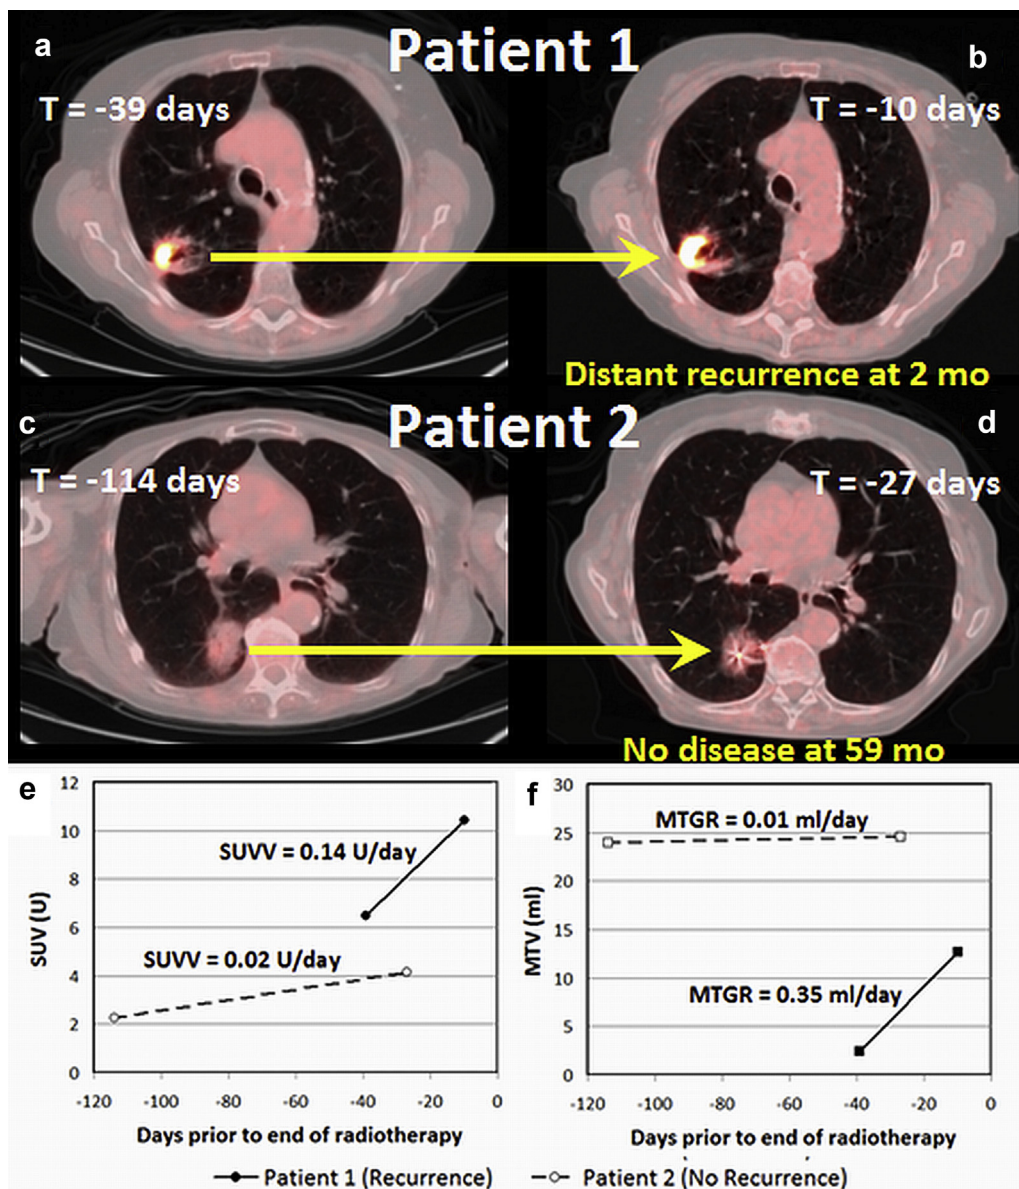 a
Patient 1
b
T = -39 days
T = -10 days
Distant recurrence at 2 mo
c
Patient 2
d
T = -114 days
T = -27 days
No disease at 59 mo
e
12
10
8
6
4
2
0
SUV (U)
SUVV = 0.14 U/day
SUVV = 0.02 U/day
-120 -100 -80 -60 -40 -20 0
Days prior to end of radiotherapy
f
30
25
20
15
10
5
0
MTV (ml)
MTGR = 0.01 ml/day
MTGR = 0.35 ml/day
-120 -100 -80 -60 -40 -20 0
Days prior to end of radiotherapy
Patient 1 (Recurrence) Patient 2 (No Recurrence)